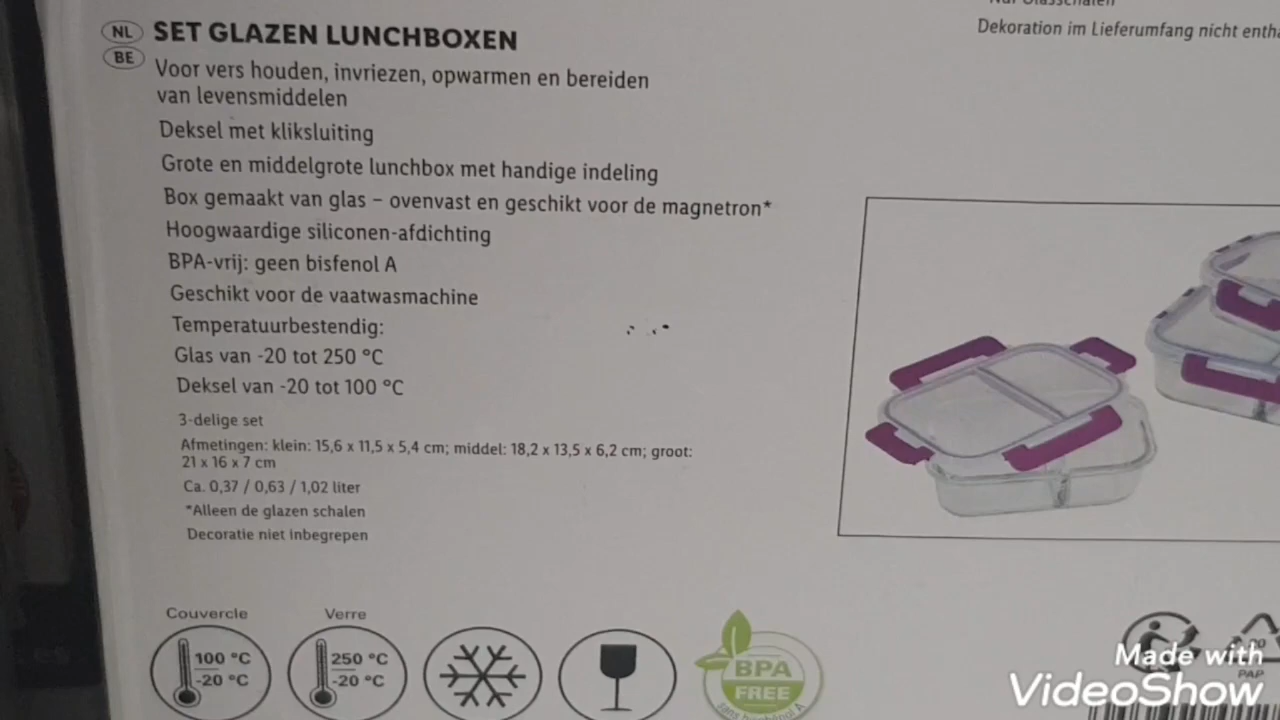 NL SET GLAZEN LUNCHBOXEN
BE
Voor vers houden, invriezen, opwarmen en bereiden
van levensmiddelen
Deksel met kliksluiting
Grote en middelgrote lunchbox met handige indeling
Box gemaakt van glas – ovenvast en geschikt voor de magnetron*
Hoogwaardige siliconen-afdichting
BPA-vrij: geen bisfenol A
Geschikt voor de vaatwasmachine
Temperatuurbestendig:
Glas van -20 tot 250 °C
Deksel van -20 tot 100 °C
3-delige set
Afmetingen: klein: 15,6 x 11,5 x 5,4 cm; middel: 18,2 x 13,5 x 6,2 cm; groot:
21 x 16 x 7 cm
Ca. 0,37 / 0,63 / 1,02 liter
*Alleen de glazen schalen
Decoratie niet inbegrepen
Dekoration im Lieferumfang nicht
Couvercle
100 °C
-20 °C
Verre
250 °C
-20 °C
BPA
FREE
PAP
Made with
VideoShow